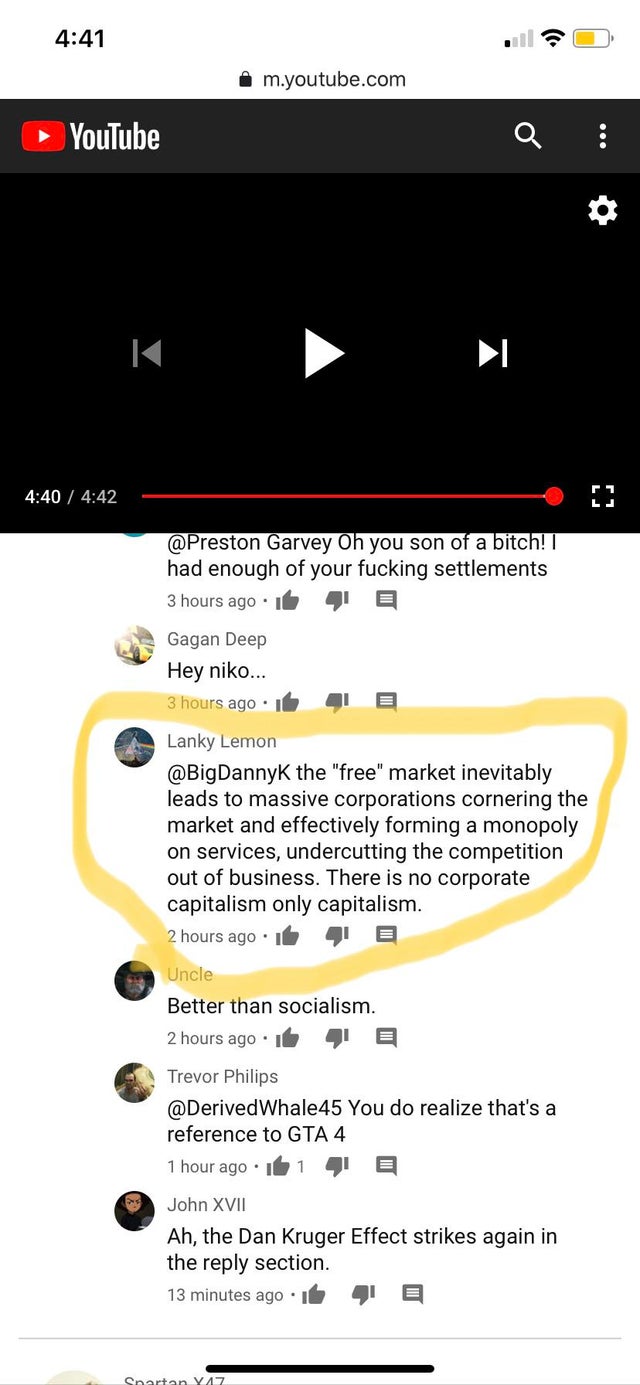 4:41
m.youtube.com
YouTube
4:40 / 4:42
@Preston Garvey Oh you son of a bitch! I
had enough of your fucking settlements
3 hours ago
Gagan Deep
Hey niko...
3 hours ago
Lanky Lemon
@BigDannyK the "free" market inevitably
leads to massive corporations cornering the
market and effectively forming a monopoly
on services, undercutting the competition
out of business. There is no corporate
capitalism only capitalism.
2 hours ago
Uncle
Better than socialism.
2 hours ago
Trevor Philips
@DerivedWhale45 You do realize that's a
reference to GTA 4
1 hour ago • 1
John XVII
Ah, the Dan Kruger Effect strikes again in
the reply section.
13 minutes ago
Spartan X47